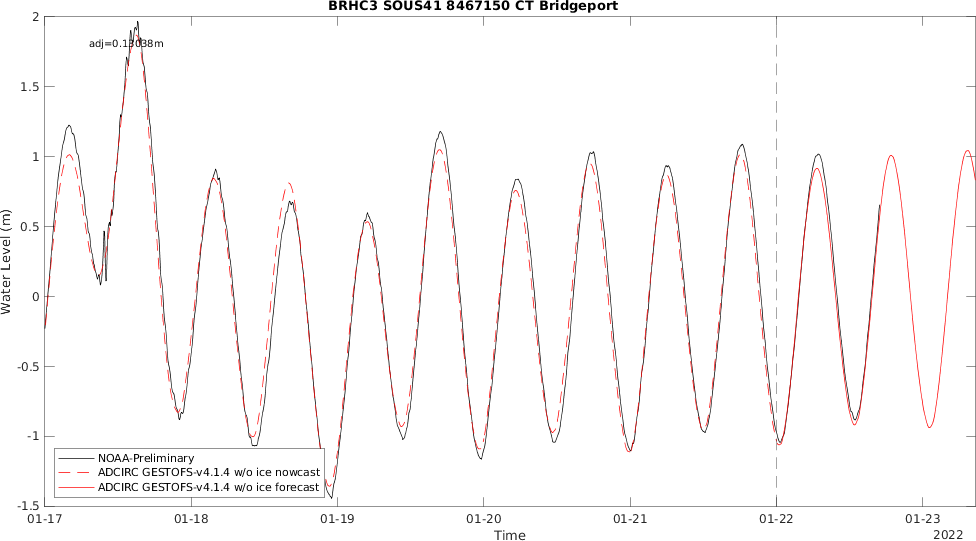 BRHC3 SOUS41 8467150 CT Bridgeport
adj=0.13038m
2
1.5
1
0.5
0
-0.5
-1
-1.5
Water Level (m)
NOAA-Preliminary
ADCIRC GESTOFS-v4.1.4 w/o ice nowcast
ADCIRC GESTOFS-v4.1.4 w/o ice forecast
01-17 01-18 01-19 01-20 01-21 01-22 01-23
Time
2022